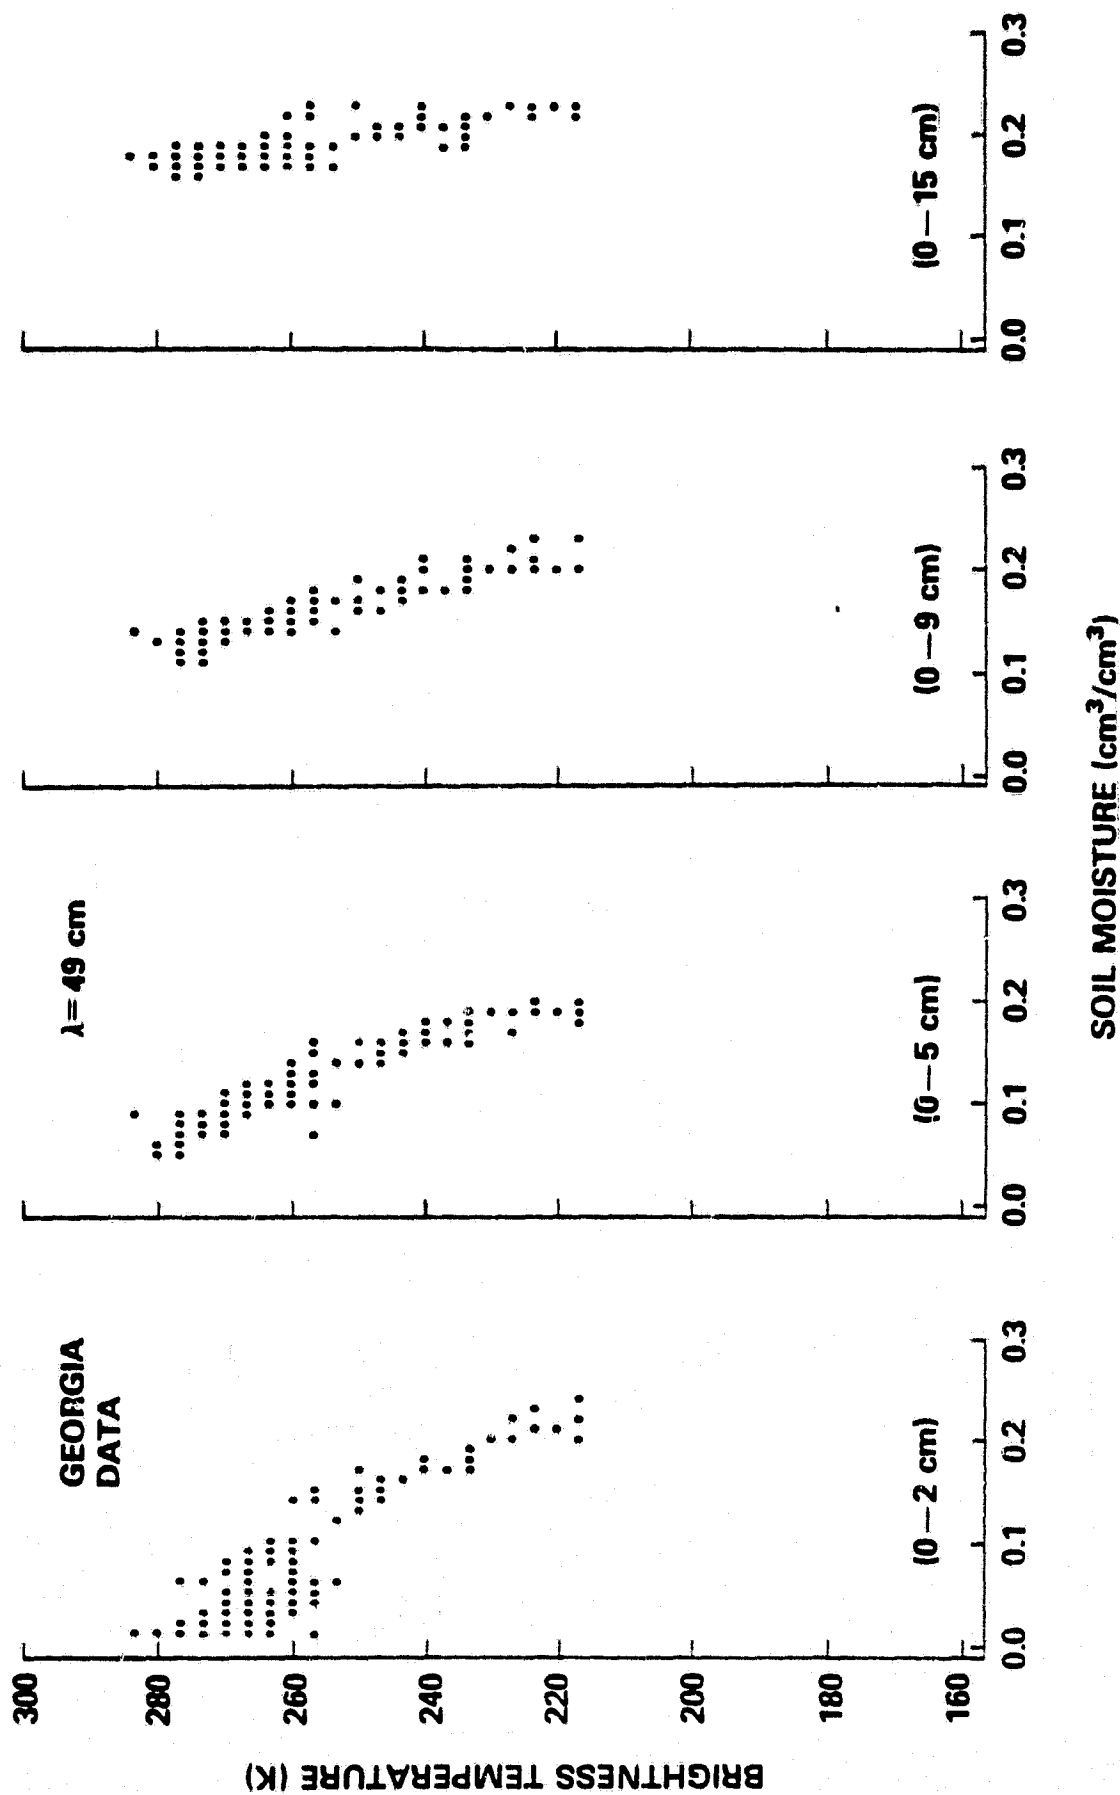 GEORGIA
DATA
λ=49 cm
BRIGHTNESS TEMPERATURE (K)
300
280
260
240
220
200
180
160
(0—2 cm)
0.0 0.1 0.2 0.3
(0—5 cm)
0.0 0.1 0.2 0.3
(0—9 cm)
0.0 0.1 0.2 0.3
(0—15 cm)
0.0 0.1 0.2 0.3
SOIL MOISTURE (cm³/cm³)